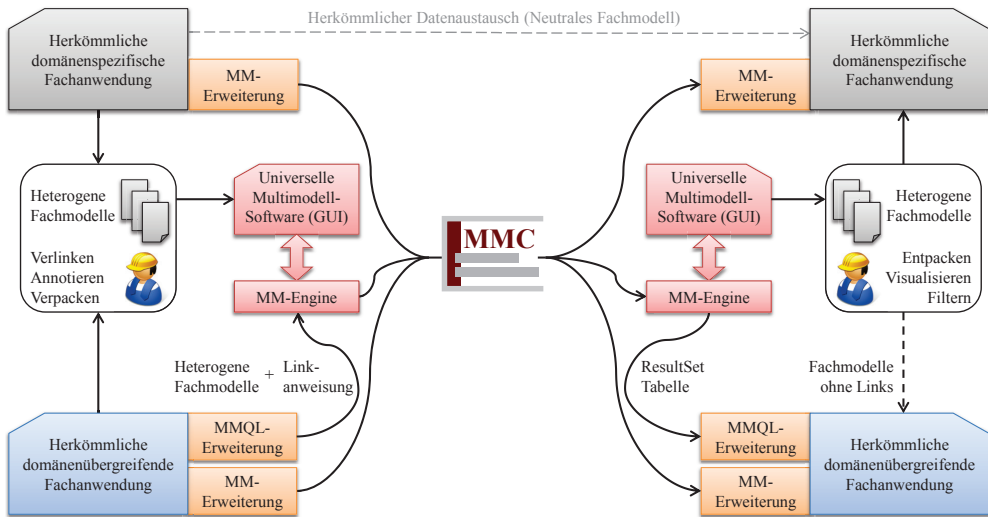 Herkömmlicher Datenaustausch (Neutrales Fachmodell)
Herkömmliche
domänenspezifische
Fachanwendung
MM-
Erweiterung
MM-
Erweiterung
Herkömmliche
domänenspezifische
Fachanwendung
Heterogene
Fachmodelle
Verlinken
Annotieren
Verpacken
Universelle
Multimodell-
Software (GUI)
MM-Engine
MMC
Universelle
Multimodell-
Software (GUI)
MM-Engine
Heterogene
Fachmodelle
Entpacken
Visualisieren
Filtern
Heterogene
Fachmodelle
+
Link-
anweisung
ResultSet
Tabelle
Fachmodelle
ohne Links
Herkömmliche
domänenübergreifende
Fachanwendung
MMQL-
Erweiterung
MM-
Erweiterung
MMQL-
Erweiterung
MM-
Erweiterung
Herkömmliche
domänenübergreifende
Fachanwendung